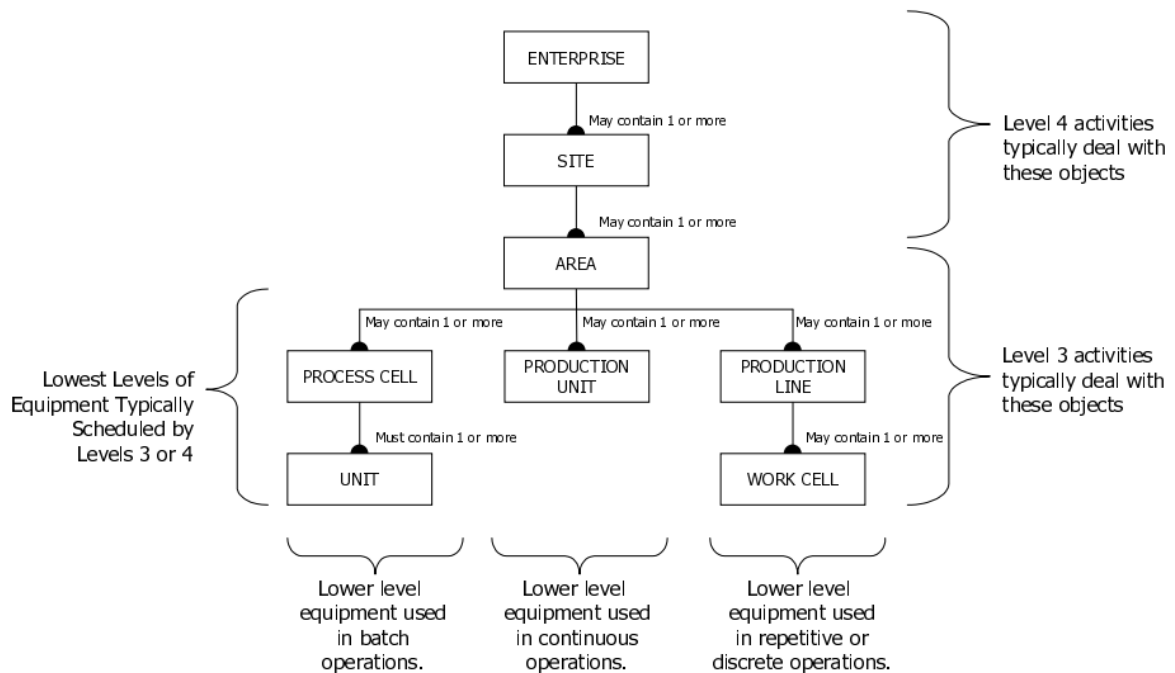 ENTERPRISE
May contain 1 or more
SITE
May contain 1 or more
AREA
Level 4 activities
typically deal with
these objects
May contain 1 or more
May contain 1 or more
May contain 1 or more
PROCESS CELL
PRODUCTION
UNIT
PRODUCTION
LINE
Must contain 1 or more
May contain 1 or more
UNIT
WORK CELL
Lowest Levels of
Equipment Typically
Scheduled by
Levels 3 or 4
Level 3 activities
typically deal with
these objects
Lower level
equipment used
in batch
operations.
Lower level
equipment used
in continuous
operations.
Lower level
equipment used
in repetitive or
discrete operations.